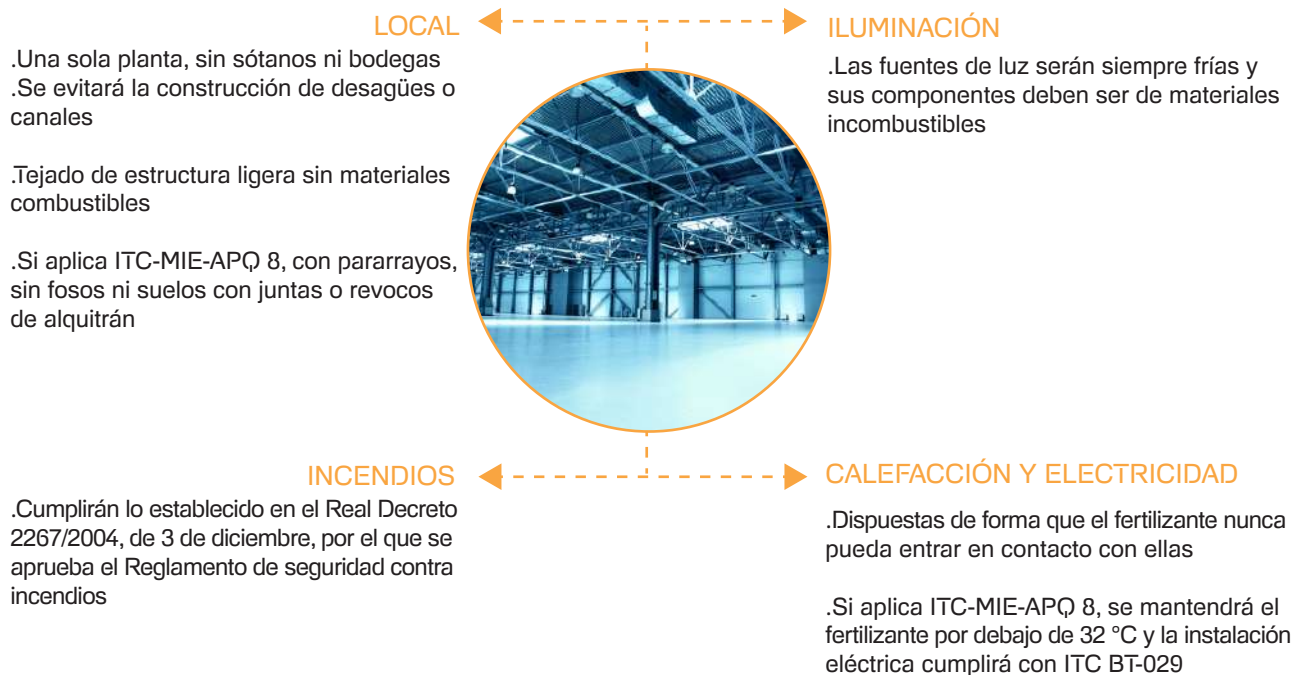 LOCAL
.Una sola planta, sin sótanos ni bodegas
.Se evitará la construcción de desagües o
canales
.Tejado de estructura ligera sin materiales
combustibles
.Si aplica ITC-MIE-APQ 8, con pararrayos,
sin fosos ni suelos con juntas o revocos
de alquitrán
ILUMINACIÓN
.Las fuentes de luz serán siempre frías y
sus componentes deben ser de materiales
incombustibles
INCENDIOS
.Cumplirán lo establecido en el Real Decreto
2267/2004, de 3 de diciembre, por el que se
aprueba el Reglamento de seguridad contra
incendios
CALEFACCIÓN Y ELECTRICIDAD
.Dispuestas de forma que el fertilizante nunca
pueda entrar en contacto con ellas
.Si aplica ITC-MIE-APQ 8, se mantendrá el
fertilizante por debajo de 32 °C y la instalación
eléctrica cumplirá con ITC BT-029